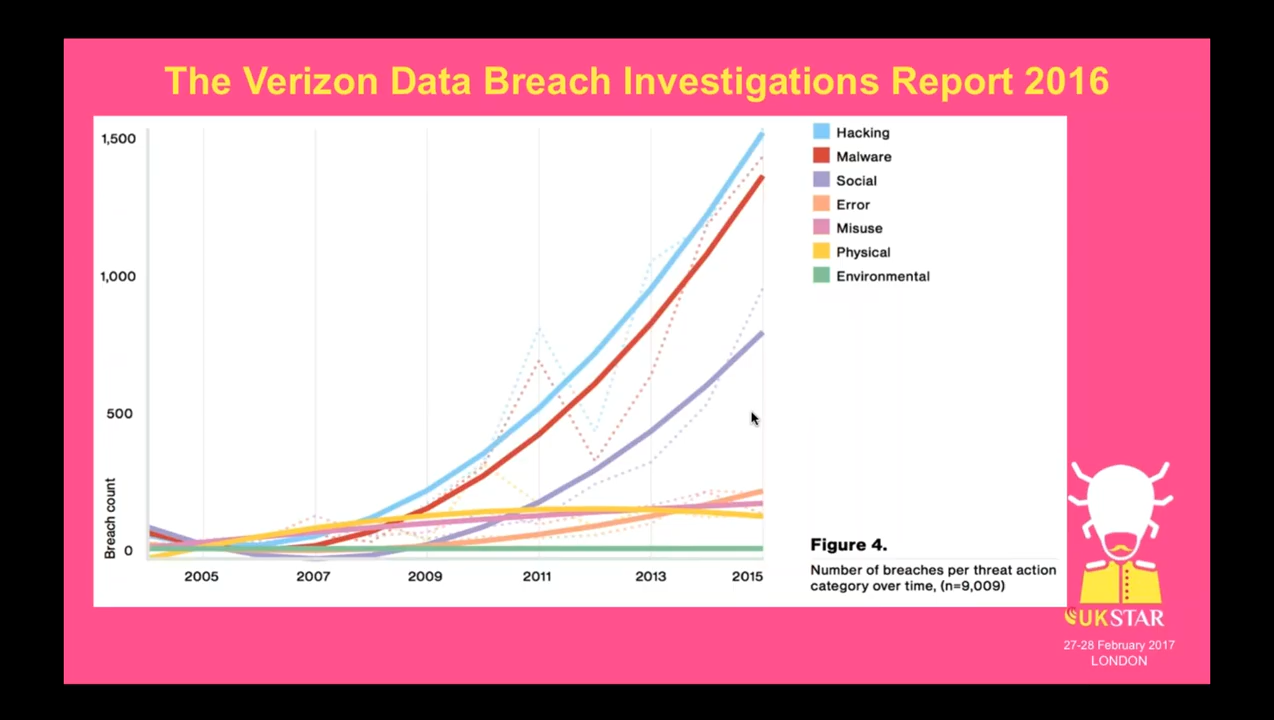 The Verizon Data Breach Investigations Report 2016
1,500
1,000
500
0
Breach count
2005
2007
2009
2011
2013
2015
Hacking
Malware
Social
Error
Misuse
Physical
Environmental
Figure 4.
Number of breaches per threat action
category over time, (n=9,009)
UKSTAR
27-28 February 2017
LONDON